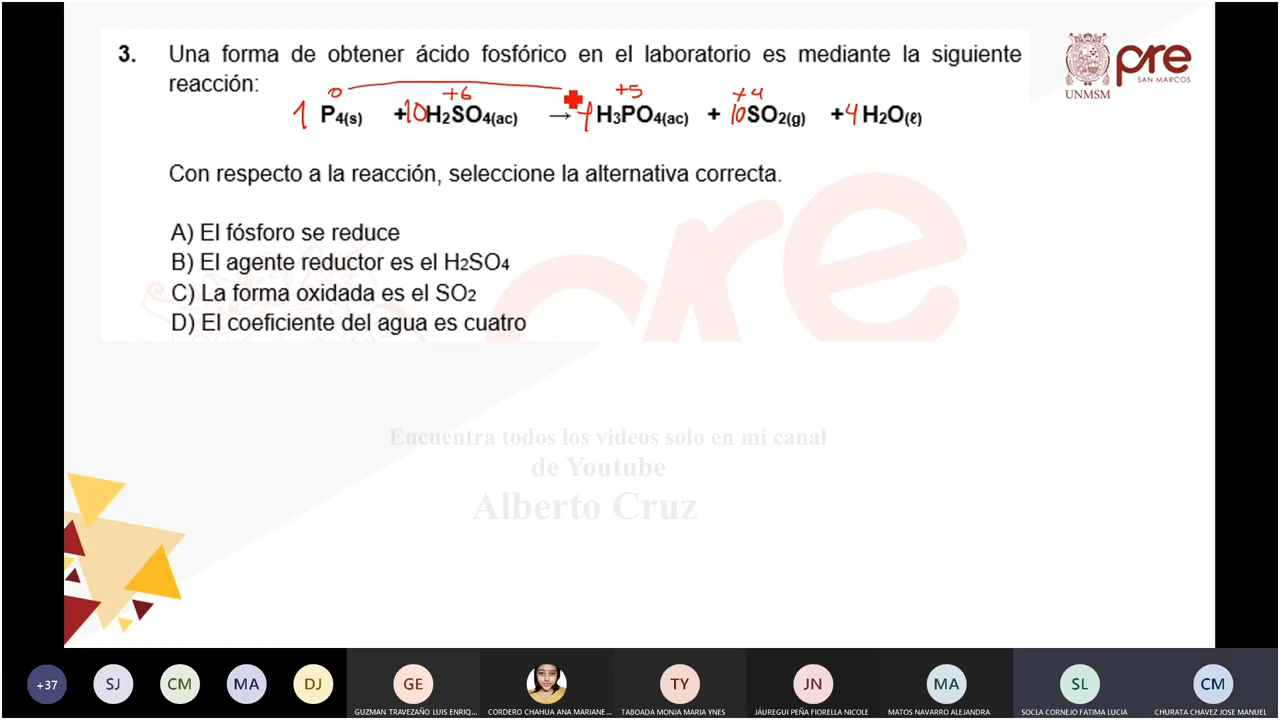 3. Una forma de obtener ácido fosfórico en el laboratorio es mediante la siguiente
pre
SAN MARCOS
UNMSM
reacción:
0 +6 +5 +4
1 P4(s) +10H2SO4(ac) → 4 H3PO4(ac) + 10SO2(g) +4 H2O(ℓ)
Con respecto a la reacción, seleccione la alternativa correcta.
A) El fósforo se reduce
B) El agente reductor es el H2SO4
C) La forma oxidada es el SO2
D) El coeficiente del agua es cuatro
pre
Encuentra todos los videos solo en mi canal
de Youtube
Alberto Cruz
+37 SJ CM MA DJ GE TY JN MA SL CM
GUZMAN TRAVEZAÑO LUIS ENRIQ... CORDERO CHAHUA ANA MARIANE... TABOADA MONJA MARIA YNES JÁUREGUI PEÑA FIORELLA NICOLE MATOS NAVARRO ALEJANDRA SOCLA CORNEJO FATIMA LUCIA CHURATA CHAVEZ JOSE MANUEL